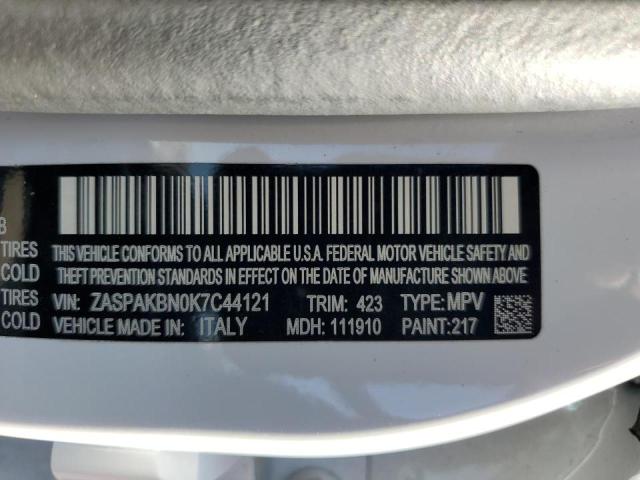 B
TIRES THIS VEHICLE CONFORMS TO ALL APPLICABLE U.S.A. FEDERAL MOTOR VEHICLE SAFETY AND
COLD THEFT PREVENTION STANDARDS IN EFFECT ON THE DATE OF MANUFACTURE SHOWN ABOVE
TIRES VIN: ZASPAKBN0K7C44121 TRIM: 423 TYPE: MPV
COLD VEHICLE MADE IN: ITALY MDH: 111910 PAINT:217